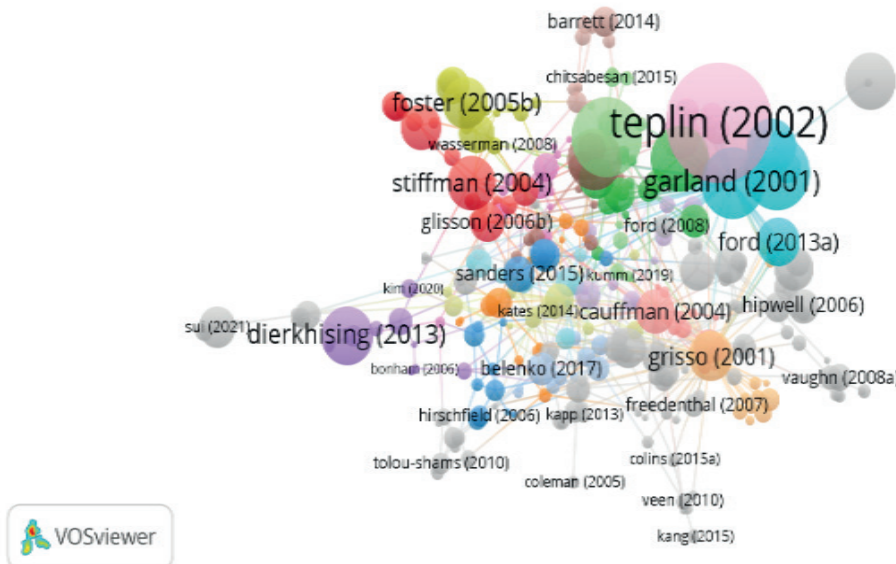 barrett (2014)
chitsabesan (2015)
foster (2005b)
teplin (2002)
wasserman (2008)
stiffman (2004)
garland (2001)
glisson (2006b)
ford (2008)
ford (2013a)
sanders (2015)
kumm (2019)
kim (2020)
kates (2014)
cauffman (2004)
hipwell (2006)
sui (2021)
dierkhising (2013)
grisso (2001)
bonham (2006)
belenko (2017)
vaughn (2008a)
hirschfield (2006)
kapp (2013)
freedenthal (2007)
tolou-shams (2010)
colins (2015a)
coleman (2005)
veen (2010)
kang (2015)
VOSviewer